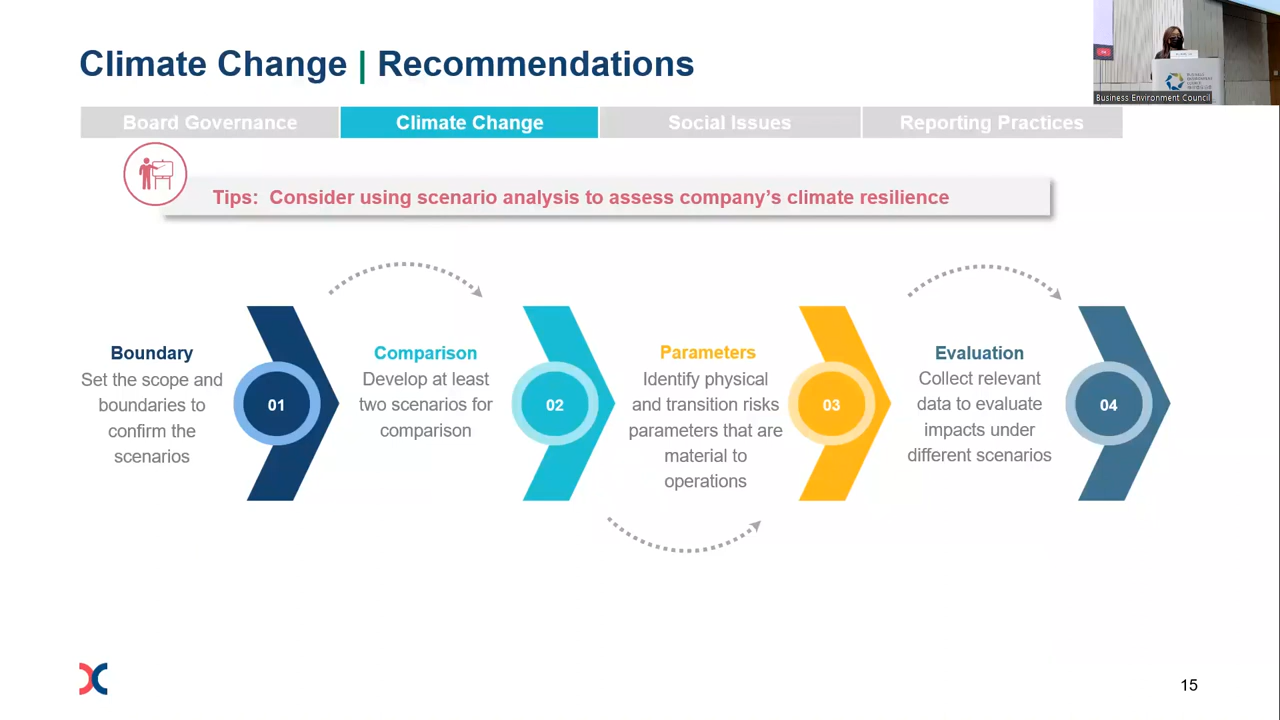 Climate Change | Recommendations
Business Environment Council
Board Governance
Climate Change
Social Issues
Reporting Practices
Tips: Consider using scenario analysis to assess company's climate resilience
Boundary
Set the scope and
boundaries to
confirm the
scenarios
01
Comparison
Develop at least
two scenarios for
comparison
02
Parameters
Identify physical
and transition risks
parameters that are
material to
operations
03
Evaluation
Collect relevant
data to evaluate
impacts under
different scenarios
04
15